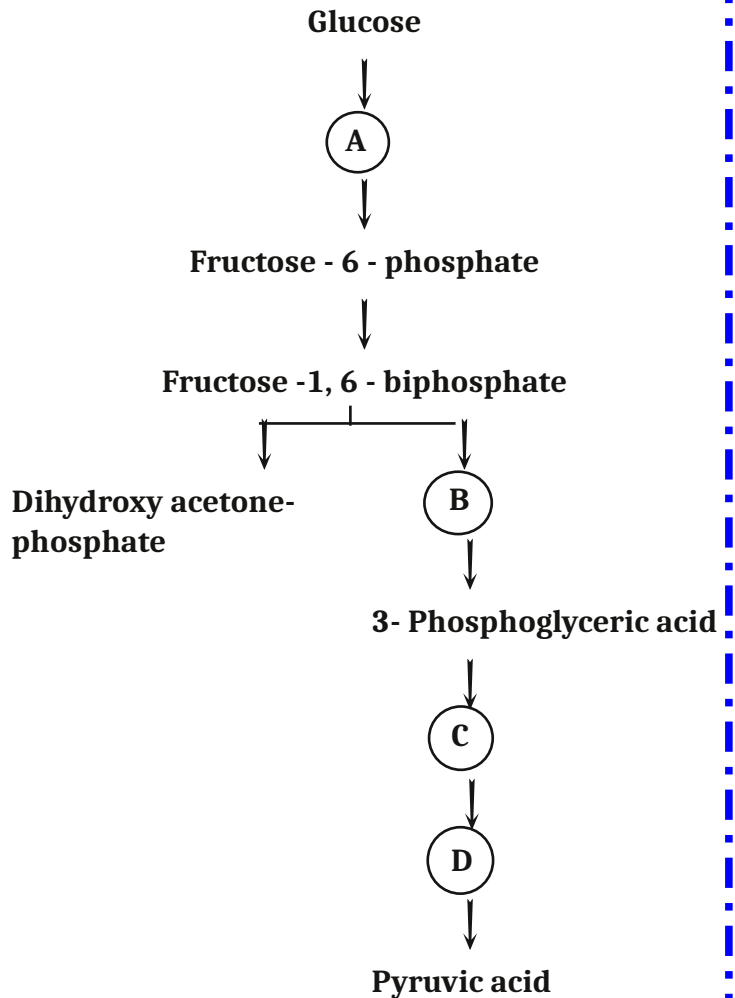 Glucose
A
Fructose - 6 - phosphate
Fructose -1, 6 - biphosphate
Dihydroxy acetone-
phosphate
B
3- Phosphoglyceric acid
C
D
Pyruvic acid